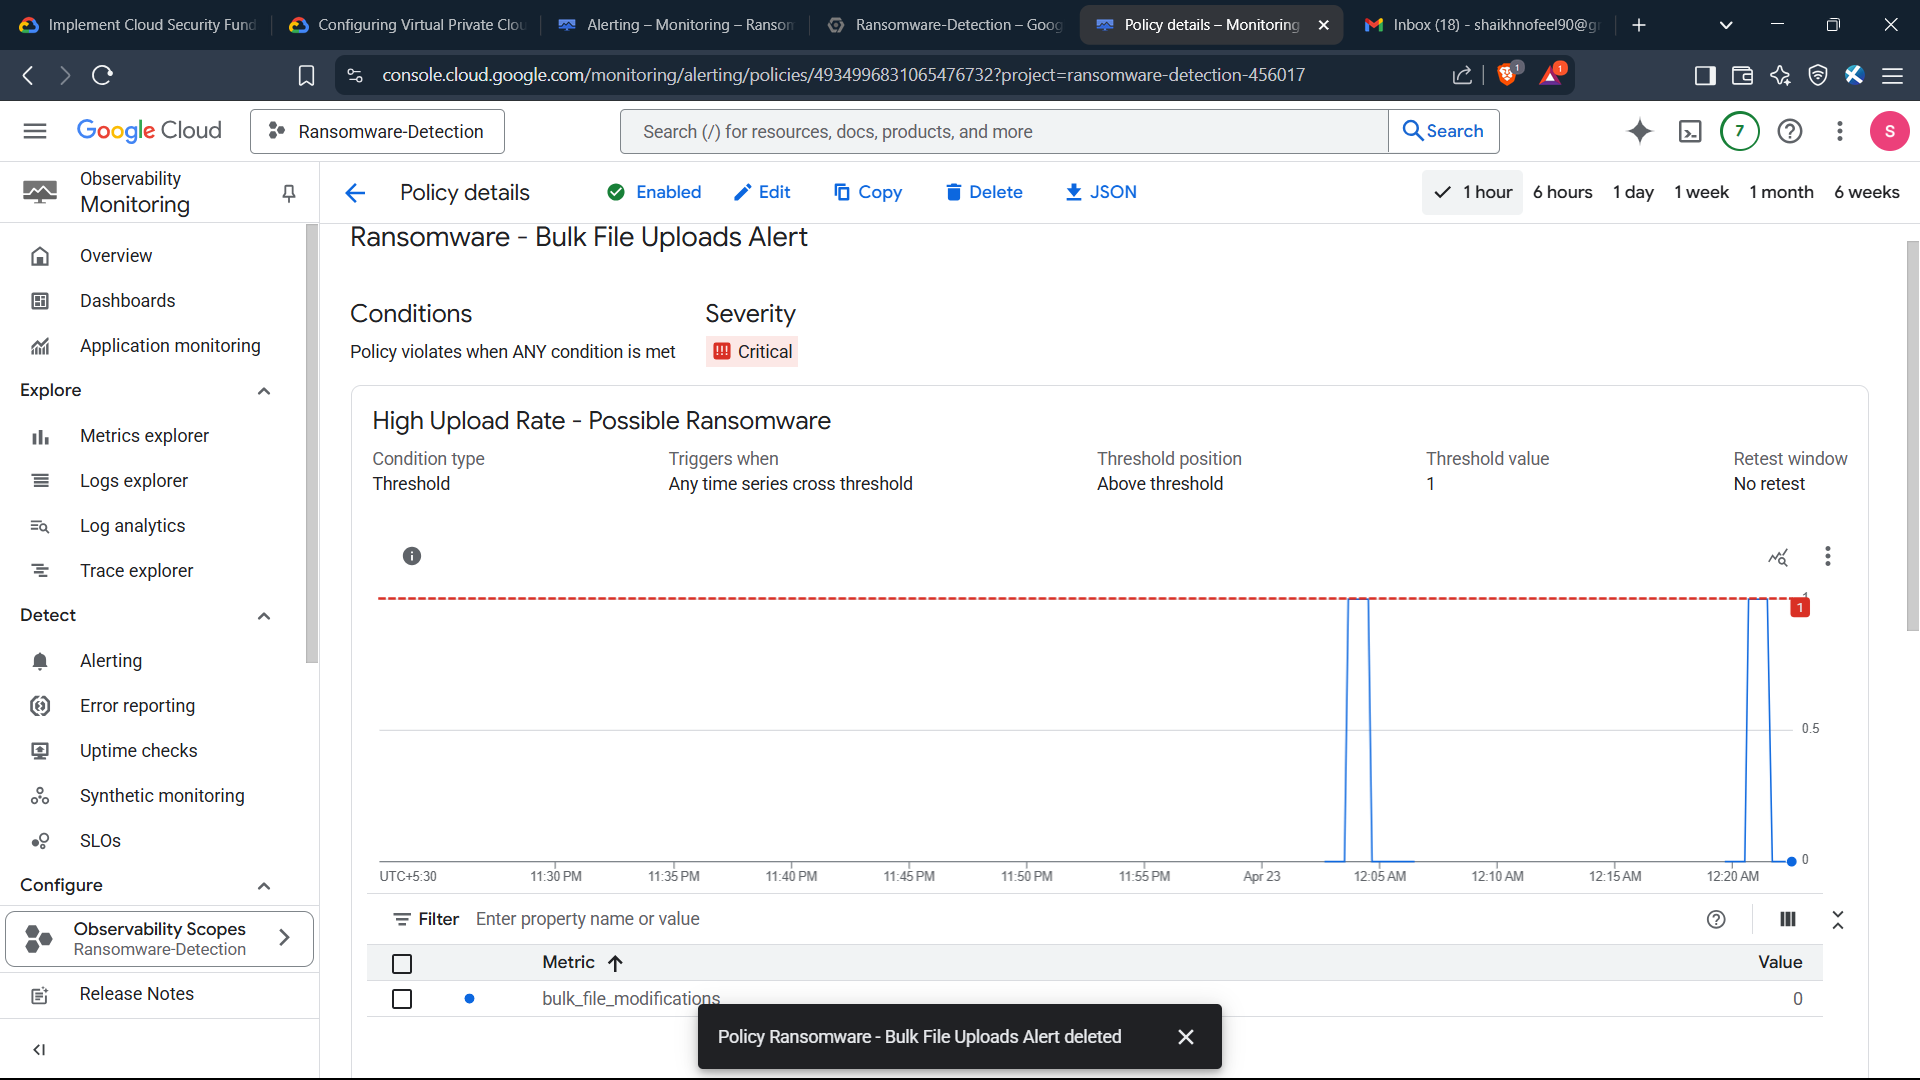 Implement Cloud Security Fund
Configuring Virtual Private Clou
Alerting – Monitoring – Ransom
Ransomware-Detection – Goog
Policy details – Monitoring
Inbox (18) - shaikhnofeel90@gr
console.cloud.google.com/monitoring/alerting/policies/4934996831065476732?project=ransomware-detection-456017
1
1
Google Cloud
Ransomware-Detection
Search (/) for resources, docs, products, and more
Search
7
S
Observability
Monitoring
Policy details
Enabled
Edit
Copy
Delete
JSON
1 hour
6 hours
1 day
1 week
1 month
6 weeks
Overview
Dashboards
Application monitoring
Explore
Metrics explorer
Logs explorer
Log analytics
Trace explorer
Detect
Alerting
Error reporting
Uptime checks
Synthetic monitoring
SLOs
Configure
Observability Scopes
Ransomware-Detection
Release Notes
Ransomware - Bulk File Uploads Alert
Conditions
Policy violates when ANY condition is met
Severity
Critical
High Upload Rate - Possible Ransomware
Condition type
Threshold
Triggers when
Any time series cross threshold
Threshold position
Above threshold
Threshold value
1
Retest window
No retest
1
1
0.5
0
UTC+5:30
11:30 PM
11:35 PM
11:40 PM
11:45 PM
11:50 PM
11:55 PM
Apr 23
12:05 AM
12:10 AM
12:15 AM
12:20 AM
Filter
Enter property name or value
Metric
Value
bulk_file_modifications
0
Policy Ransomware - Bulk File Uploads Alert deleted